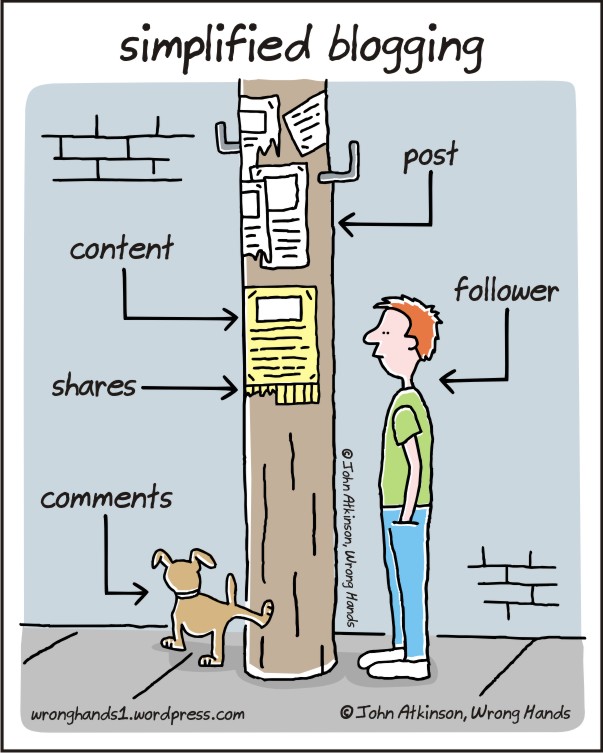 simplified blogging
post
content
follower
shares
comments
© John Atkinson, Wrong Hands
wronghands1.wordpress.com
© John Atkinson, Wrong Hands